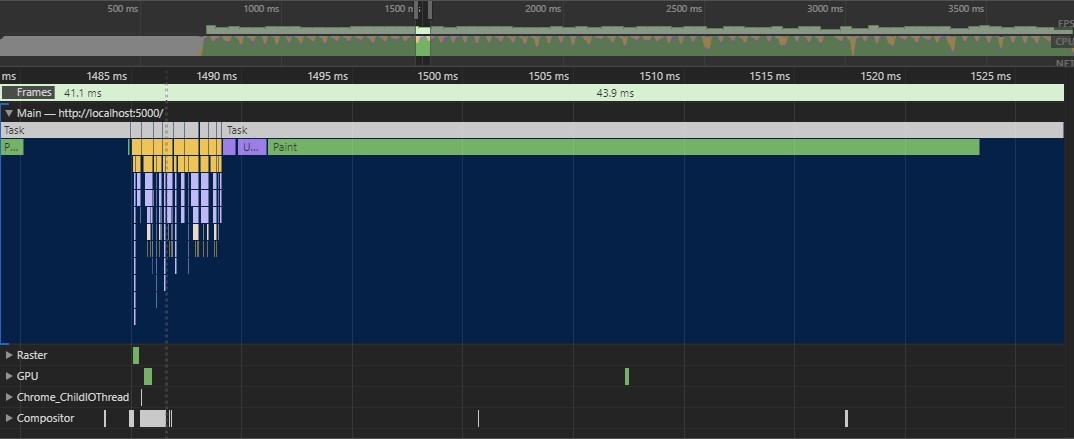 500 ms 1000 ms 1500 ms 2000 ms 2500 ms 3000 ms 3500 ms
FPS
CPU
NET
ms 1485 ms 1490 ms 1495 ms 1500 ms 1505 ms 1510 ms 1515 ms 1520 ms 1525 ms
Frames 41.1 ms 43.9 ms
Main — http://localhost:5000/
Task Task
P... U... Paint
Raster
GPU
Chrome_ChildIOThread
Compositor